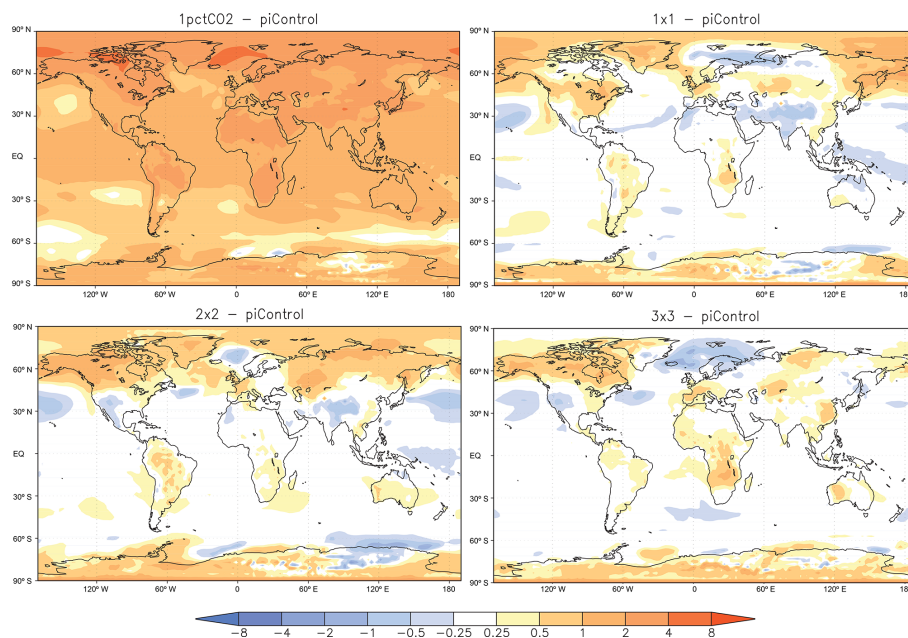 1pctCO2 – piControl
1x1 – piControl
90° N
60° N
30° N
EQ
30° S
60° S
90° S
120° W 60° W 0 60° E 120° E 180
90° N
60° N
30° N
EQ
30° S
60° S
90° S
120° W 60° W 0 60° E 120° E 180
2x2 – piControl
3x3 – piControl
90° N
60° N
30° N
EQ
30° S
60° S
90° S
120° W 60° W 0 60° E 120° E 180
90° N
60° N
30° N
EQ
30° S
60° S
90° S
120° W 60° W 0 60° E 120° E 180
−8 −4 −2 −1 −0.5 −0.25 0.25 0.5 1 2 4 8